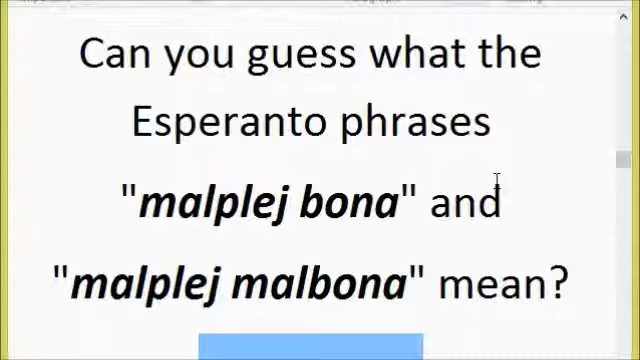 Can you guess what the
Esperanto phrases
"malplej bona" and
"malplej malbona" mean?